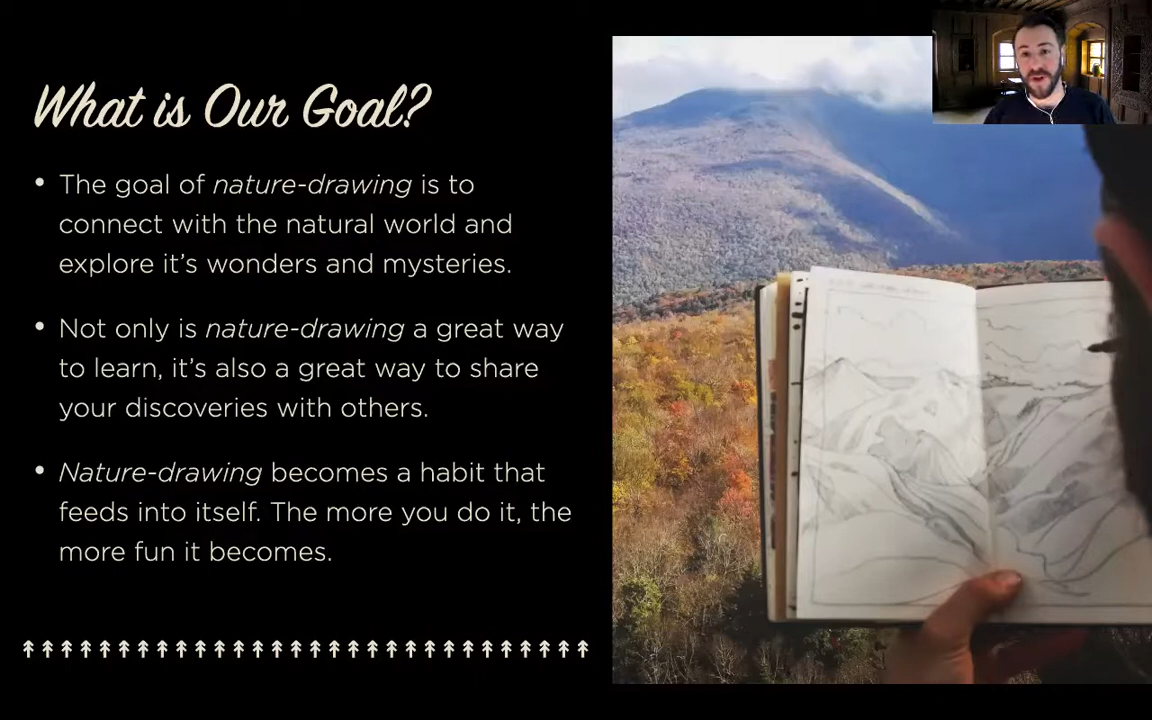 What is Our Goal?
• The goal of nature-drawing is to
connect with the natural world and
explore it's wonders and mysteries.
• Not only is nature-drawing a great way
to learn, it's also a great way to share
your discoveries with others.
• Nature-drawing becomes a habit that
feeds into itself. The more you do it, the
more fun it becomes.